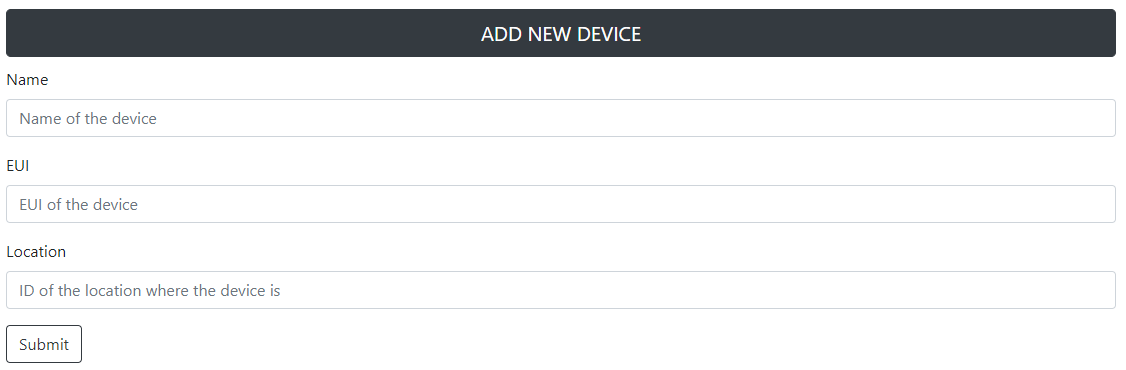 ADD NEW DEVICE
Name
Name of the device
EUI
EUI of the device
Location
ID of the location where the device is
Submit